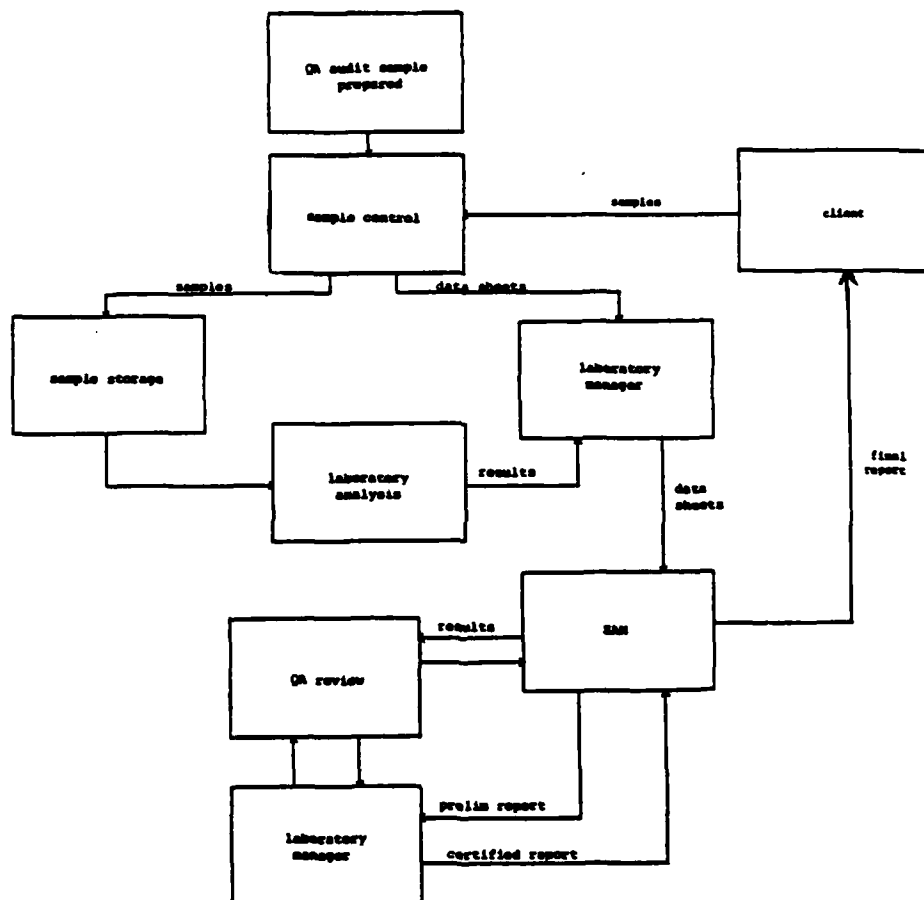 QA audit sample
prepared
sample control
samples
client
samples
data sheets
sample storage
laboratory
manager
laboratory
analysis
results
final
report
data
sheets
results
SAM
QA review
prelim report
laboratory
manager
certified report